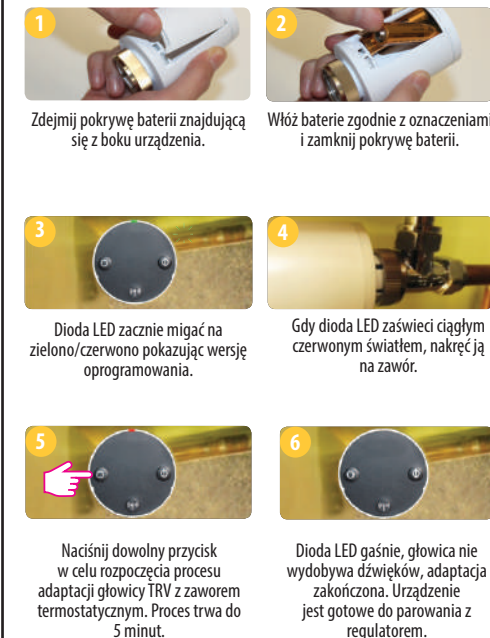 1
Zdejmij pokrywę baterii znajdującą
się z boku urządzenia.
2
Włóż baterie zgodnie z oznaczeniami
i zamknij pokrywę baterii.
3
Dioda LED zacznie migać na
zielono/czerwono pokazując wersję
oprogramowania.
4
Gdy dioda LED zaświeci ciągłym
czerwonym światłem, nakręć ją
na zawór.
5
Naciśnij dowolny przycisk
w celu rozpoczęcia procesu
adaptacji głowicy TRV z zaworem
termostatycznym. Proces trwa do
5 minut.
6
Dioda LED gaśnie, głowica nie
wydobywa dźwięków, adaptacja
zakończona. Urządzenie
jest gotowe do parowania z
regulatorem.